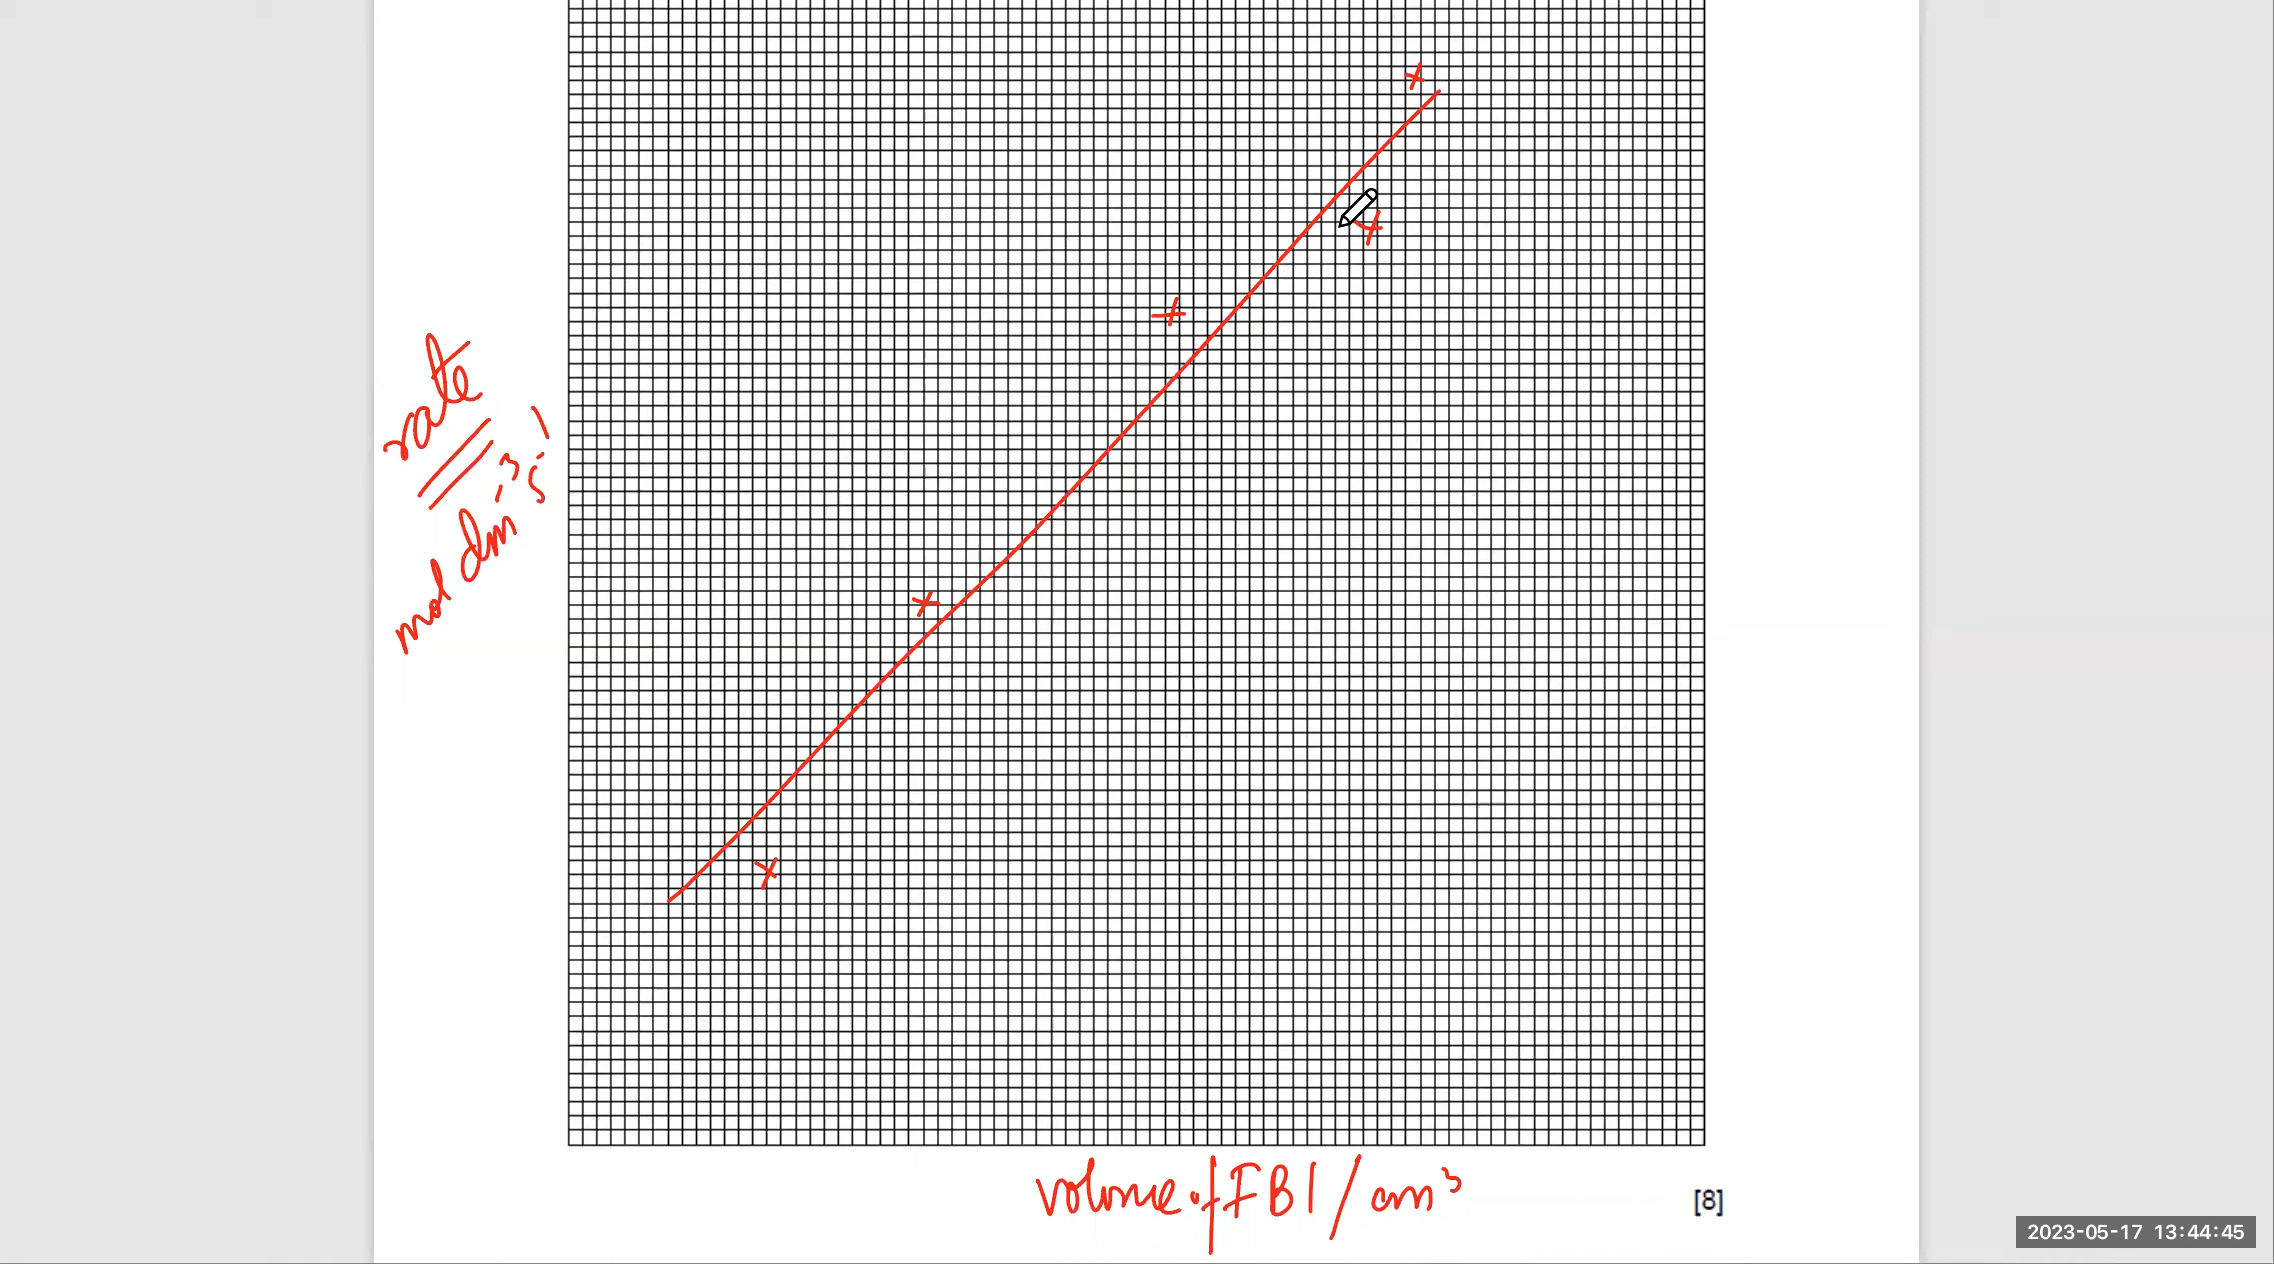 rate
mol dm⁻³ s⁻¹
volume of FB1/cm³
[8]
2023-05-17 13:44:45